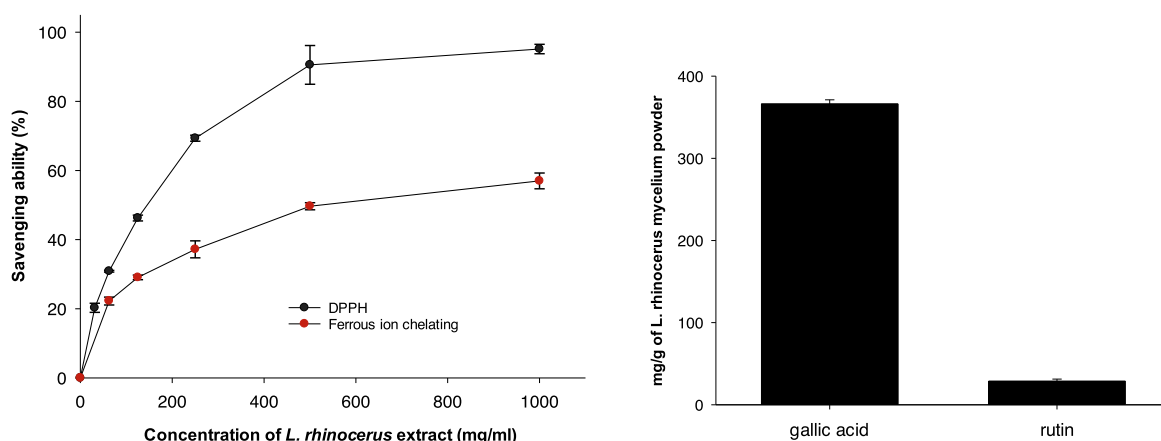 Savenging ability (%)
100
80
60
40
20
0
DPPH
Ferrous ion chelating
0 200 400 600 800 1000
Concentration of L. rhinocerus extract (mg/ml)
mg/g of L. rhinocerus mycelium powder
400
300
200
100
0
gallic acid rutin